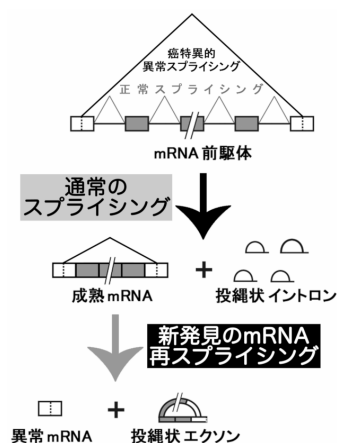 癌特異的
異常スプライシング
正常スプライシング
mRNA 前駆体
通常の
スプライシング
+
成熟 mRNA
投縄状 イントロン
新発見のmRNA
再スプライシング
+
異常 mRNA
投縄状 エクソン